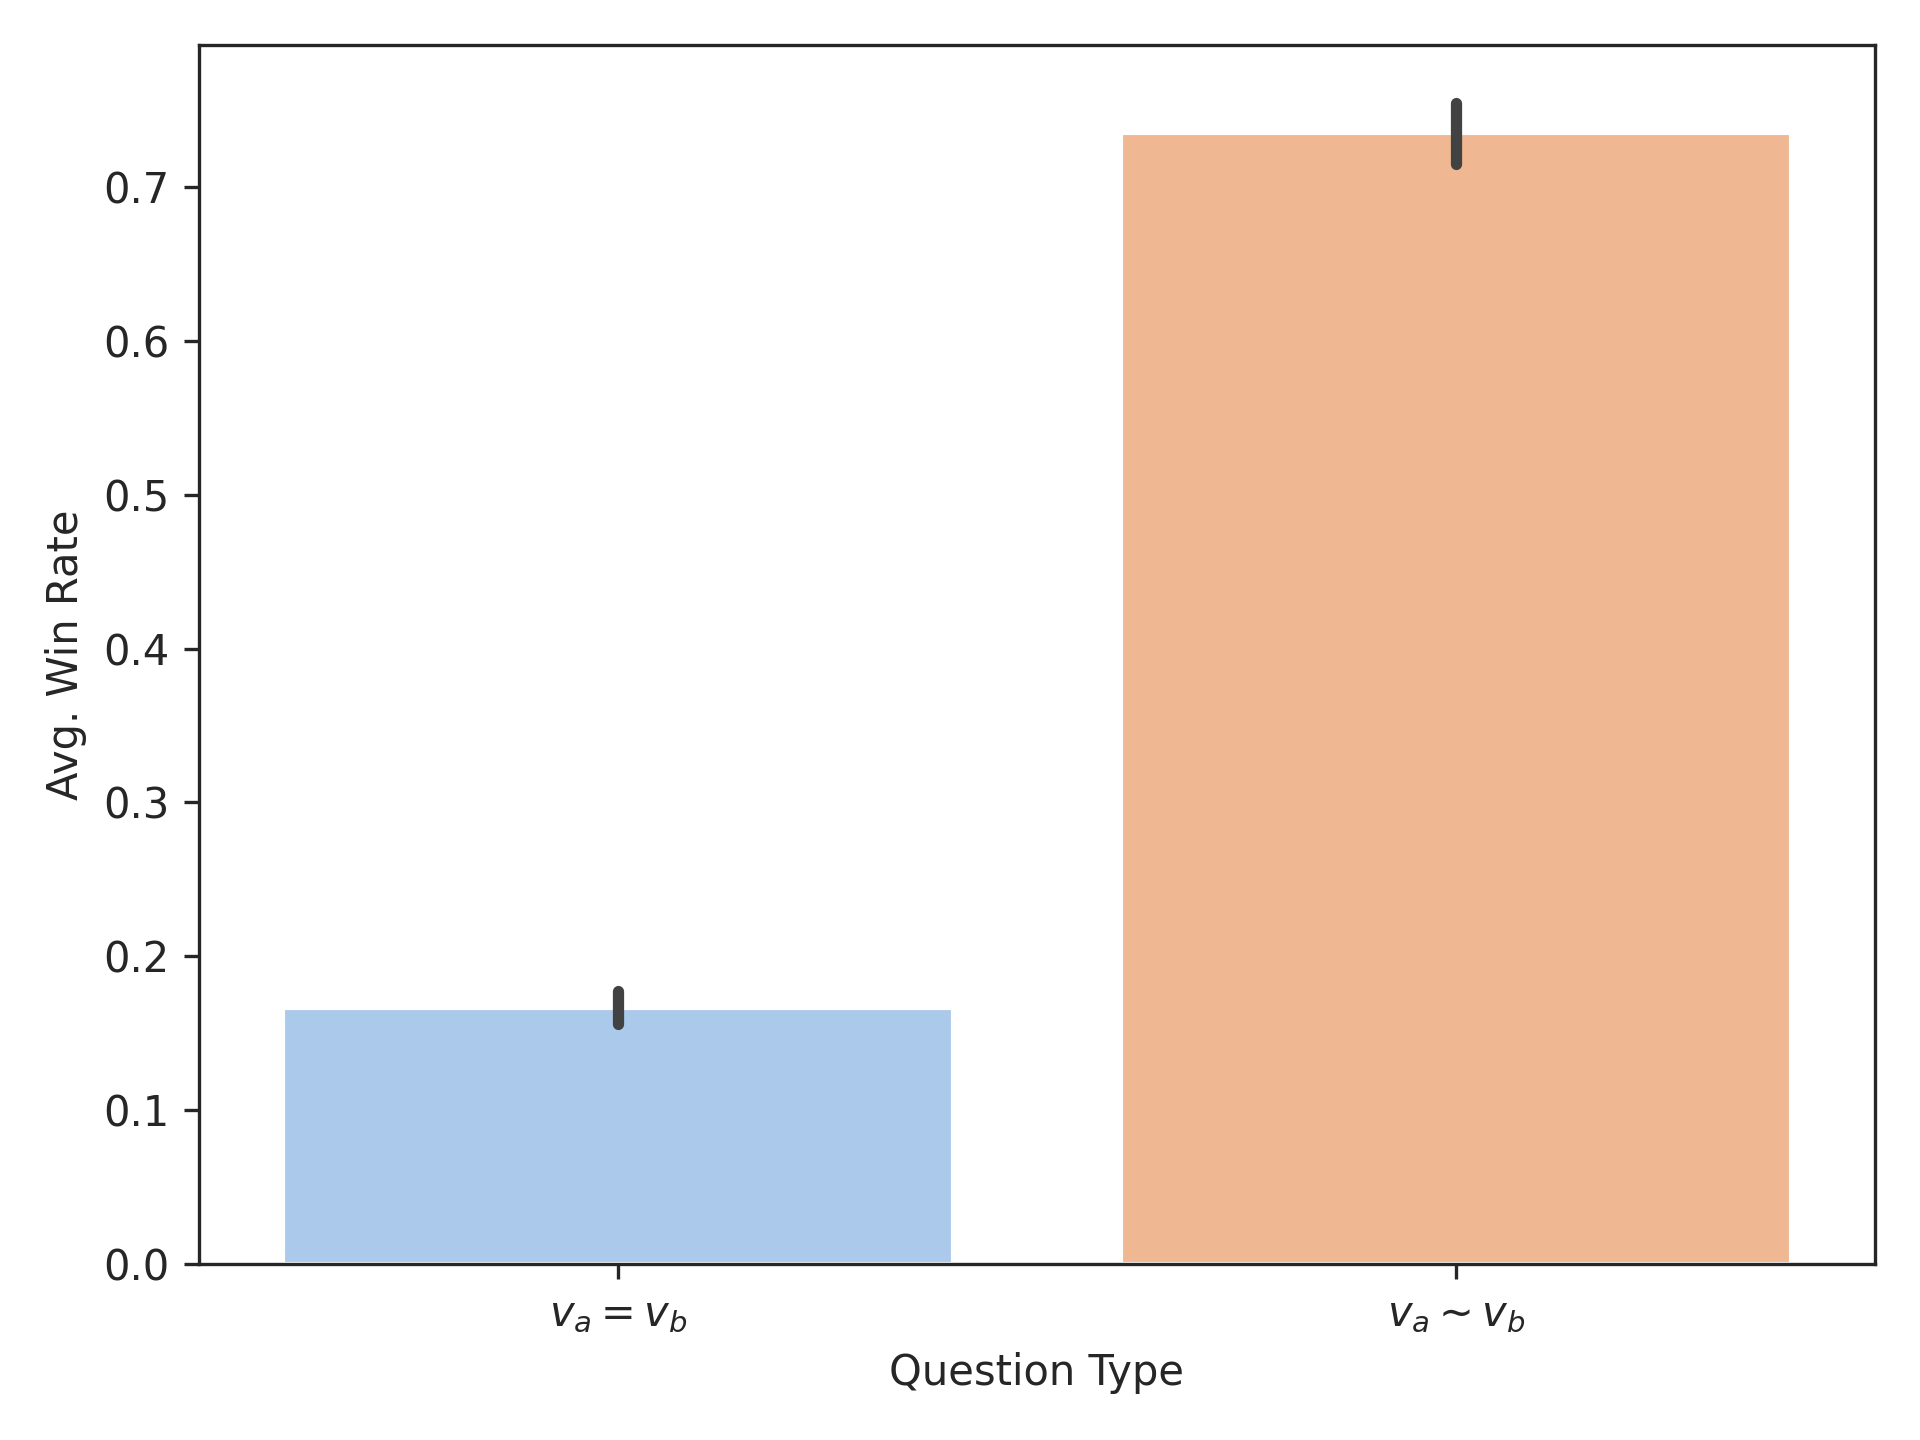 0.7
0.6
0.5
0.4
0.3
0.2
0.1
0.0
Avg. Win Rate
v_a = v_b
v_a ~ v_b
Question Type